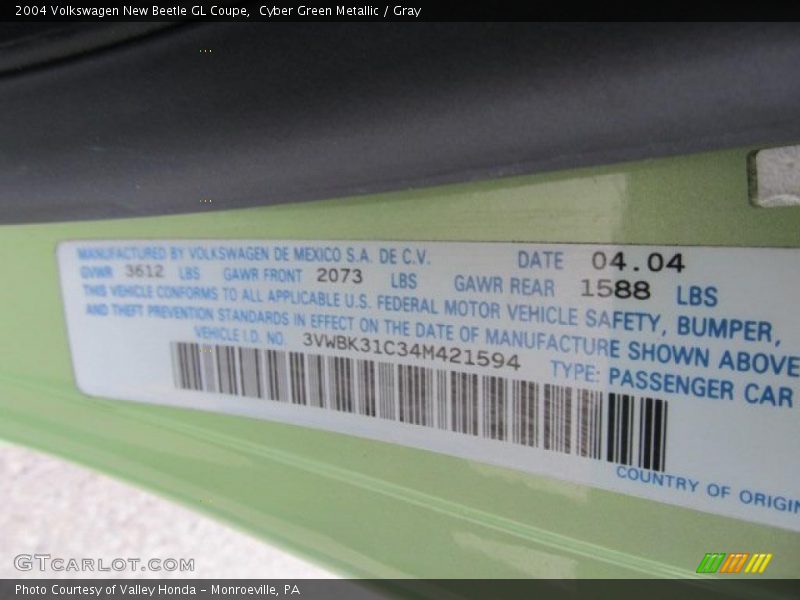 2004 Volkswagen New Beetle GL Coupe,  Cyber Green Metallic / Gray
MANUFACTURED BY VOLKSWAGEN DE MEXICO S.A. DE C.V. DATE 04.04
GVWR 3612 LBS GAWR FRONT 2073 LBS GAWR REAR 1588 LBS
THIS VEHICLE CONFORMS TO ALL APPLICABLE U.S. FEDERAL MOTOR VEHICLE SAFETY, BUMPER,
AND THEFT PREVENTION STANDARDS IN EFFECT ON THE DATE OF MANUFACTURE SHOWN ABOVE
VEHICLE I.D. NO. 3VWBK31C34M421594 TYPE: PASSENGER CAR
COUNTRY OF ORIGIN
GTCARLOT.COM
Photo Courtesy of Valley Honda - Monroeville, PA